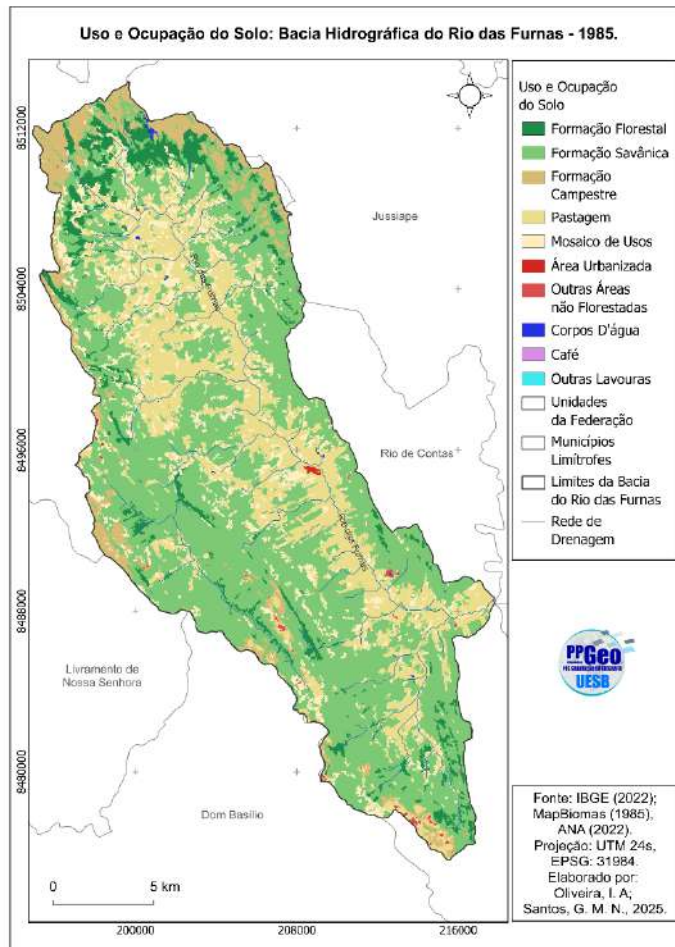 Uso e Ocupação do Solo: Bacia Hidrográfica do Rio das Furnas - 1985.
8512000
8504000
8496000
8488000
8480000
Jussiape
Rio de Contas
Livramento de
Nossa Senhora
Dom Basílio
Rio das Furnas
0 5 km
200000 208000 216000
Uso e Ocupação
do Solo
Formação Florestal
Formação Savânica
Formação
Campestre
Pastagem
Mosaico de Usos
Área Urbanizada
Outras Áreas
não Florestadas
Corpos D'água
Café
Outras Lavouras
Unidades
da Federação
Municípios
Limítrofes
Limites da Bacia
do Rio das Furnas
Rede de
Drenagem
PPGeo
UESB
Fonte: IBGE (2022);
MapBiomas (1985),
ANA (2022).
Projeção: UTM 24s,
EPSG: 31984.
Elaborado por:
Oliveira, I. A;
Santos, G. M. N., 2025.